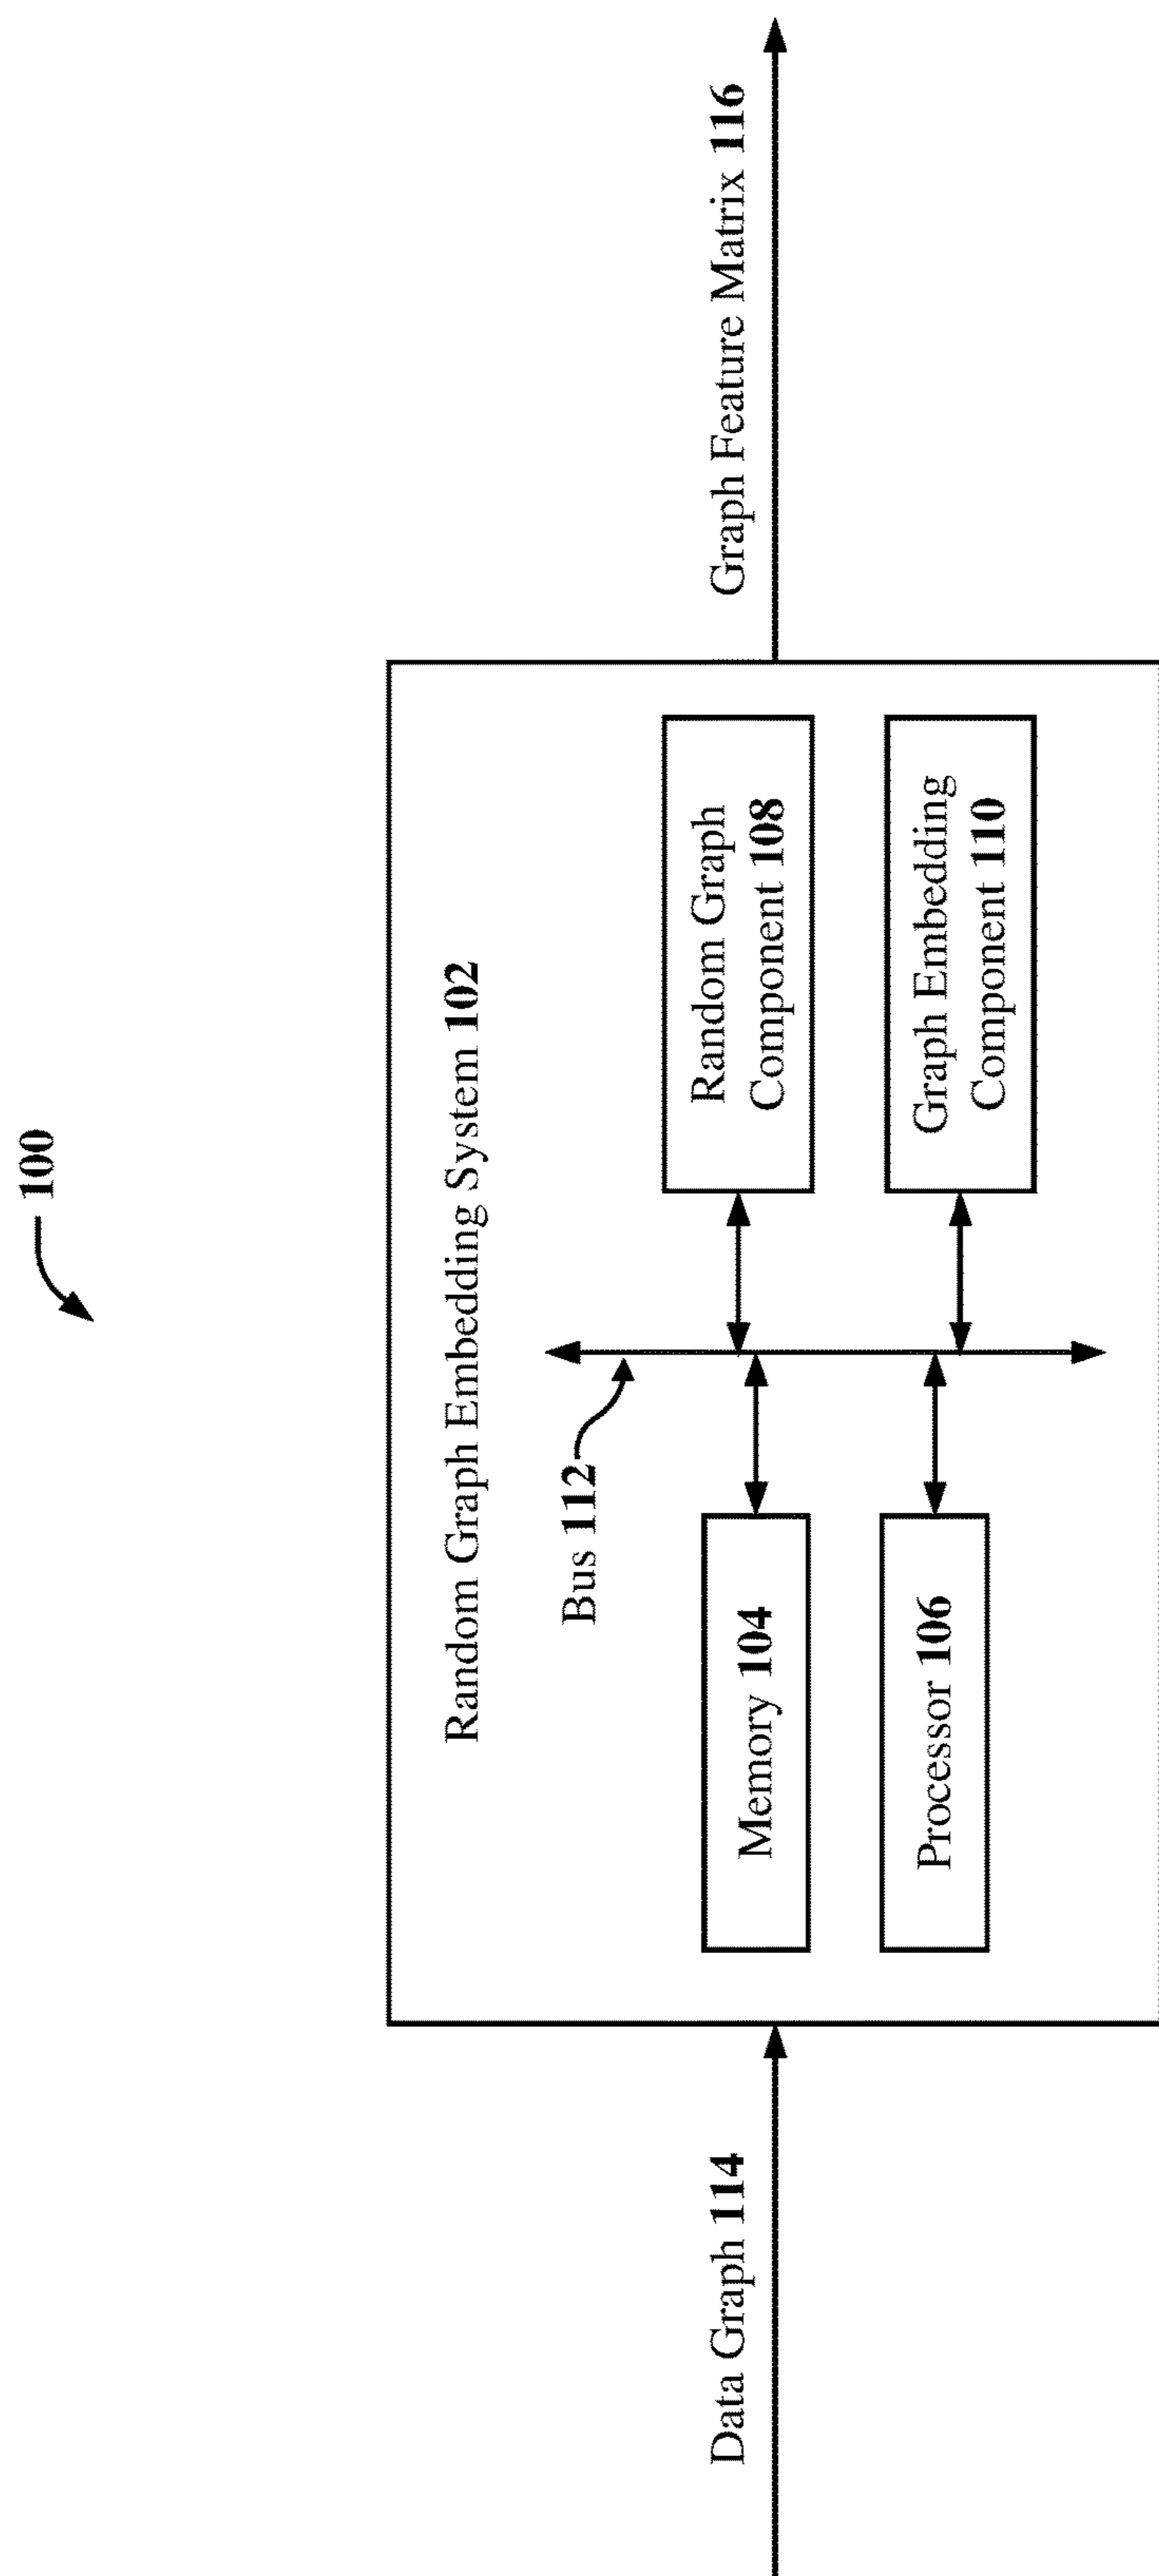 100
Random Graph Embedding System 102
Bus 112
Data Graph 114
Memory 104
Processor 106
Random Graph
Component 108
Graph Embedding
Component 110
Graph Feature Matrix 116